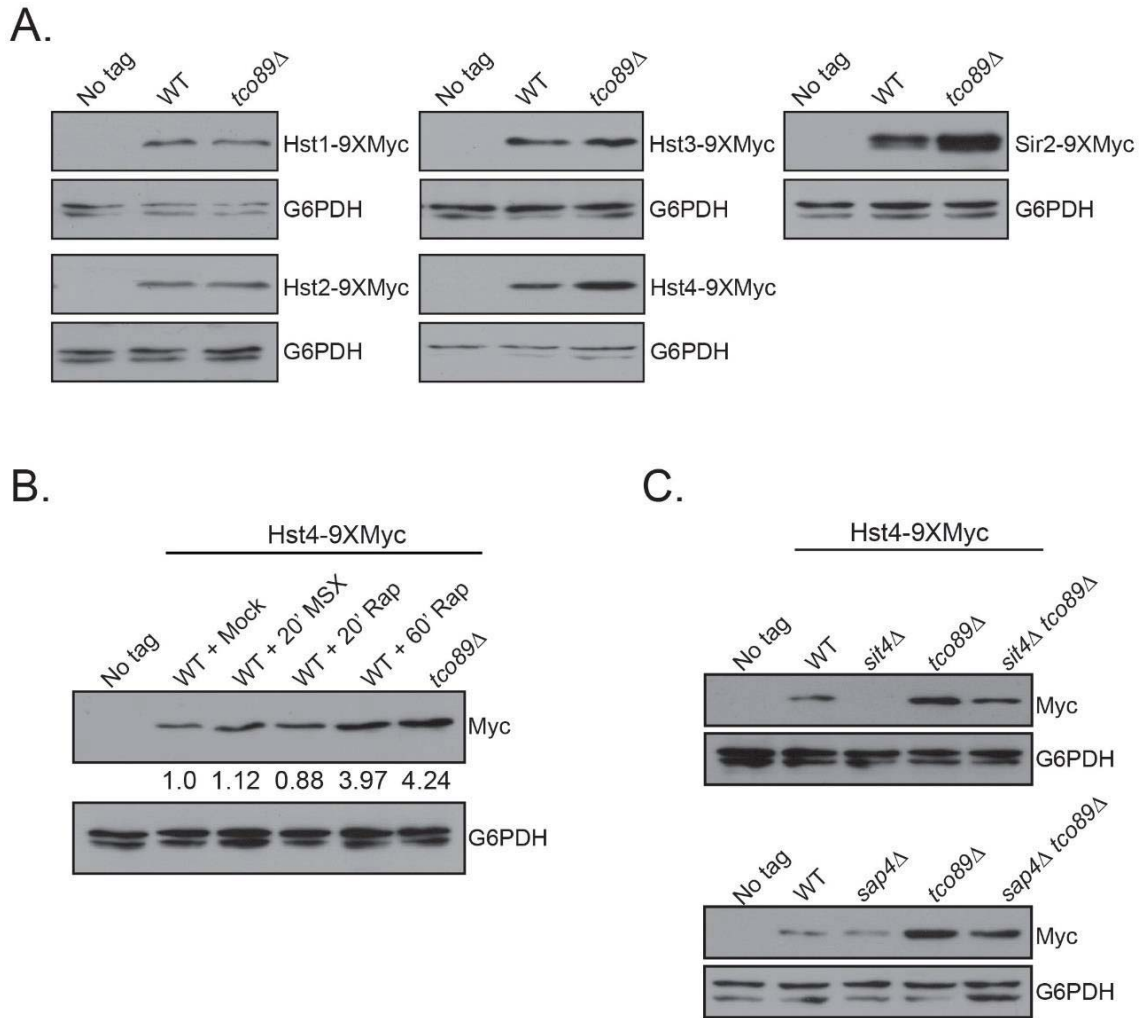 A.
No tag WT tco89Δ
Hst1-9XMyc
G6PDH
Hst2-9XMyc
G6PDH
No tag WT tco89Δ
Hst3-9XMyc
G6PDH
Hst4-9XMyc
G6PDH
No tag WT tco89Δ
Sir2-9XMyc
G6PDH
B.
Hst4-9XMyc
No tag WT + Mock WT + 20' MSX WT + 20' Rap WT + 60' Rap tco89Δ
Myc
1.0 1.12 0.88 3.97 4.24
G6PDH
C.
Hst4-9XMyc
No tag WT sit4Δ tco89Δ sit4Δ tco89Δ
Myc
G6PDH
No tag WT sap4Δ tco89Δ sap4Δ tco89Δ
Myc
G6PDH